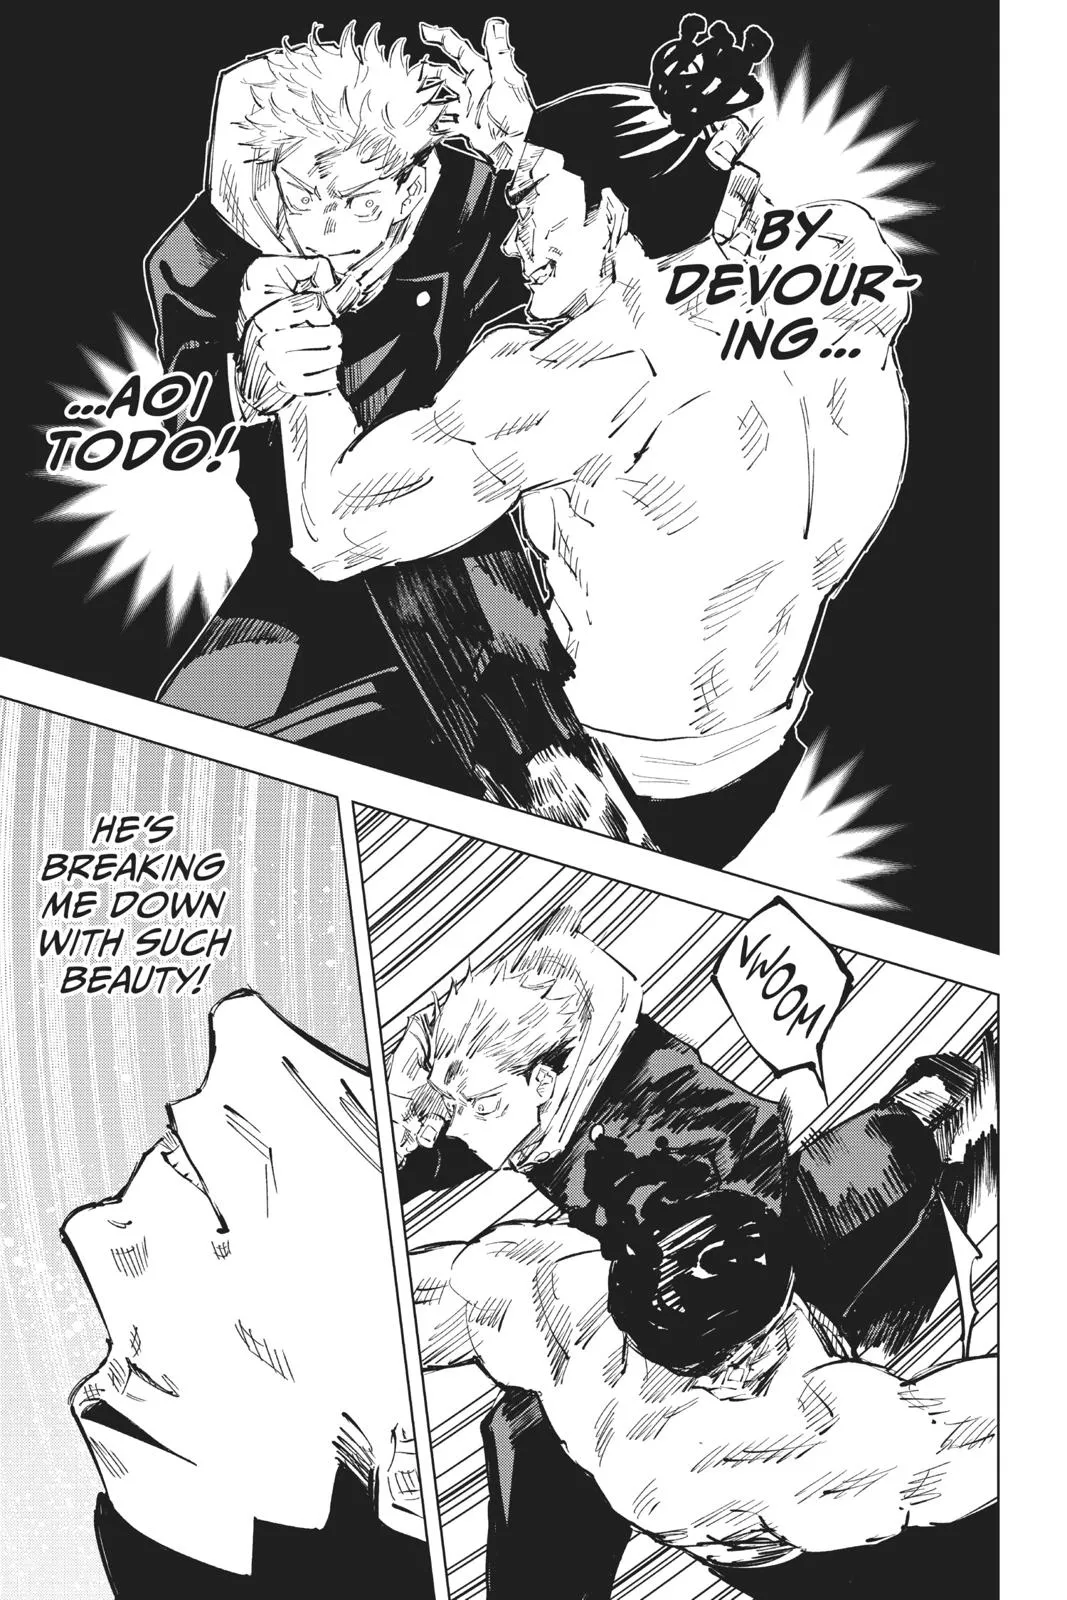 BY
DEVOUR-
ING...
...AOI
TODO!
VWOOM
HE'S
BREAKING
ME DOWN
WITH SUCH
BEAUTY!